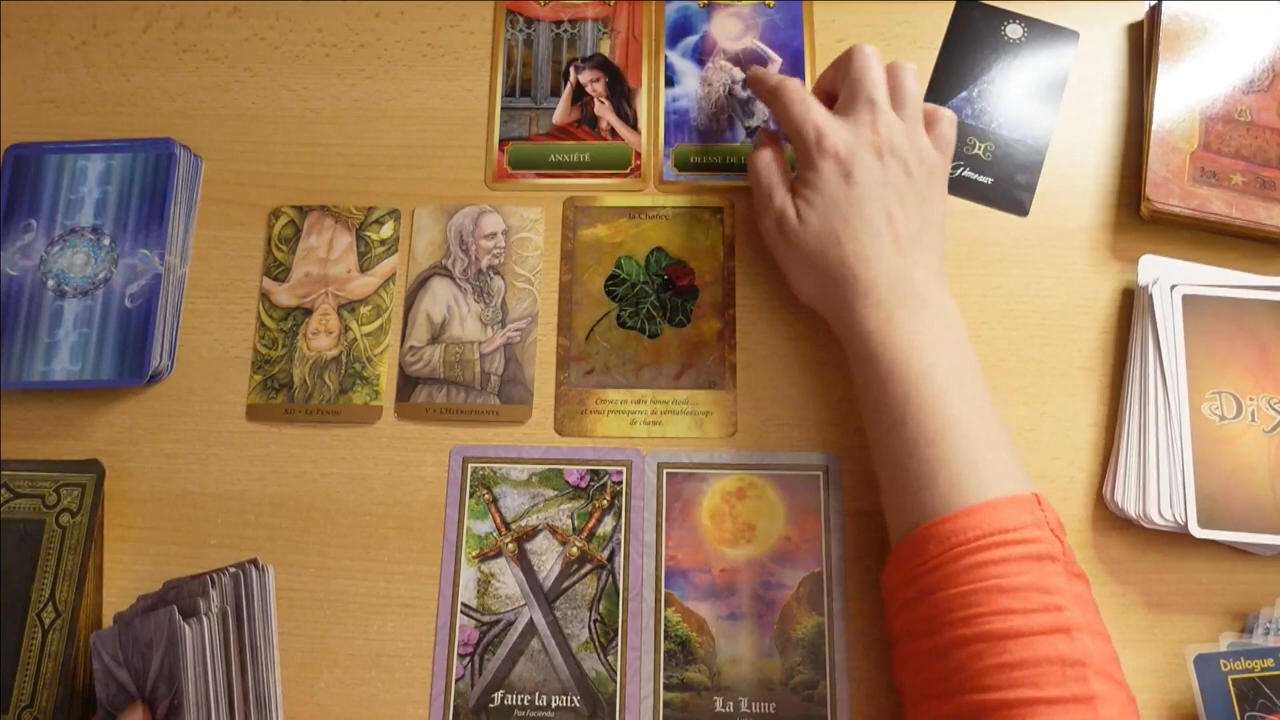 ANXIÉTÉ
DÉESSE DE
Gémeaux
la Chance
XII • LE PENDU
V • L'HIÉROPHANTE
Croyez en votre bonne étoile...
et vous provoquerez de véritables coups
de chance.
Faire la paix
Pax Facienda
La Lune
Dialogue